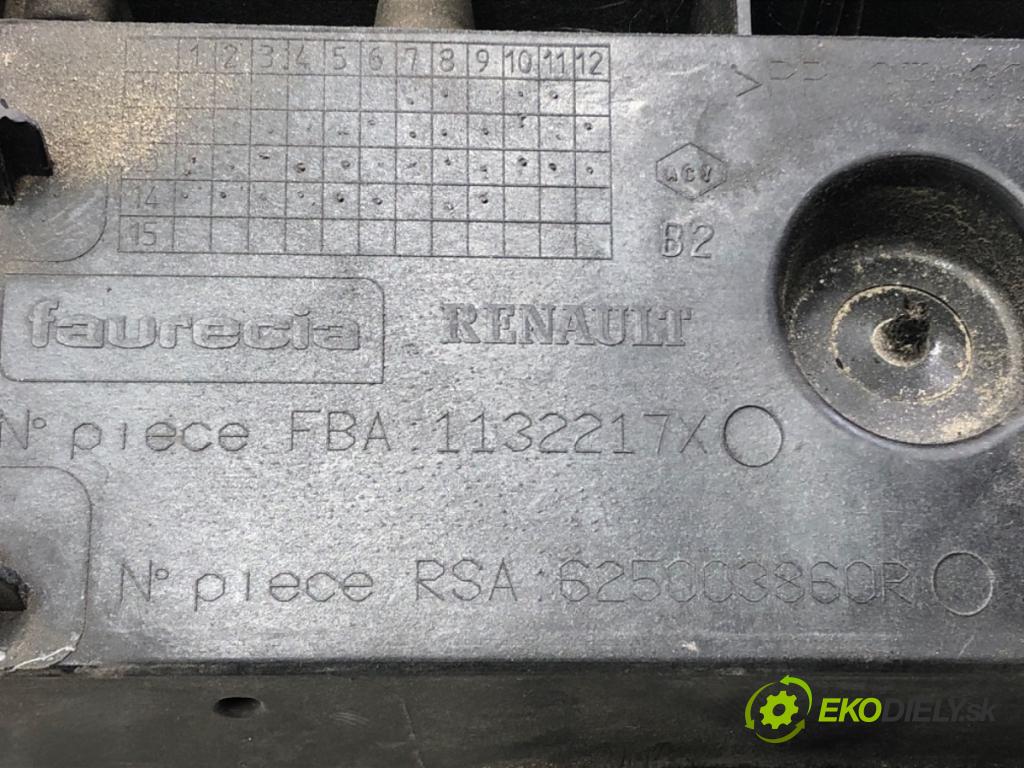 1 2 3 4 5 6 7 8 9 10 11 12
14
15
B2
faurecia
RENAULT
N° piece FBA 1132217X
N° piece RSA 625003860R
EKODIELY.sk